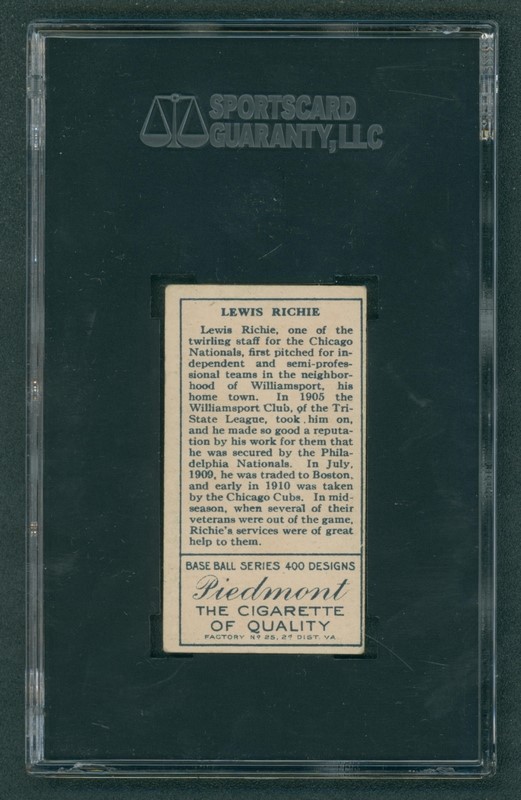 SPORTSCARD
GUARANTY, LLC
LEWIS RICHIE
Lewis Richie, one of the
twirling staff for the Chicago
Nationals, first pitched for in-
dependent and semi-profes-
sional teams in the neighbor-
hood of Williamsport, his
home town. In 1905 the
Williamsport Club, of the Tri-
State League, took him on,
and he made so good a reputa-
tion by his work for them that
he was secured by the Phila-
delphia Nationals. In July,
1909, he was traded to Boston,
and early in 1910 was taken
by the Chicago Cubs. In mid-
season, when several of their
veterans were out of the game,
Richie's services were of great
help to them.
BASE BALL SERIES 400 DESIGNS
Piedmont
THE CIGARETTE
OF QUALITY
FACTORY Nº 25, 2ᴰ DIST. VA.